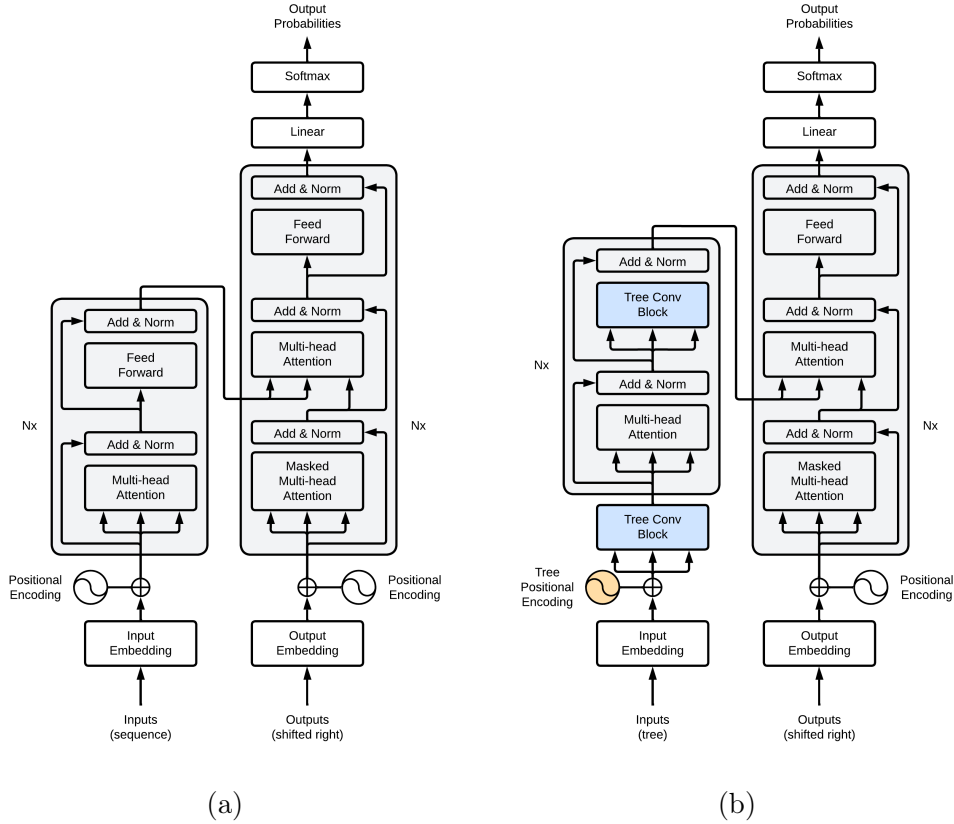 Output
Probabilities
Softmax
Linear
Add & Norm
Feed
Forward
Add & Norm
Multi-head
Attention
Add & Norm
Masked
Multi-head
Attention
Nx
Add & Norm
Feed
Forward
Add & Norm
Multi-head
Attention
Nx
Positional
Encoding
Positional
Encoding
Input
Embedding
Output
Embedding
Inputs
(sequence)
Outputs
(shifted right)
(a)
Output
Probabilities
Softmax
Linear
Add & Norm
Feed
Forward
Add & Norm
Multi-head
Attention
Add & Norm
Masked
Multi-head
Attention
Nx
Add & Norm
Tree Conv
Block
Nx
Add & Norm
Multi-head
Attention
Tree Conv
Block
Tree
Positional
Encoding
Positional
Encoding
Input
Embedding
Output
Embedding
Inputs
(tree)
Outputs
(shifted right)
(b)